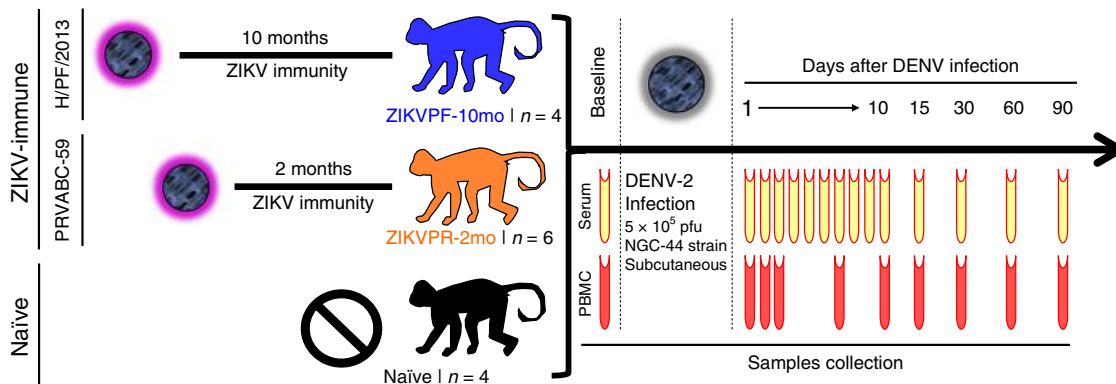 ZIKV-immune
H/PF/2013
10 months
ZIKV immunity
ZIKVPF-10mo | n = 4
PRVABC-59
2 months
ZIKV immunity
ZIKVPR-2mo | n = 6
Naïve
Naïve | n = 4
Baseline
Days after DENV infection
1 10 15 30 60 90
Serum
DENV-2
Infection
5 × 10⁵ pfu
NGC-44 strain
Subcutaneous
PBMC
Samples collection